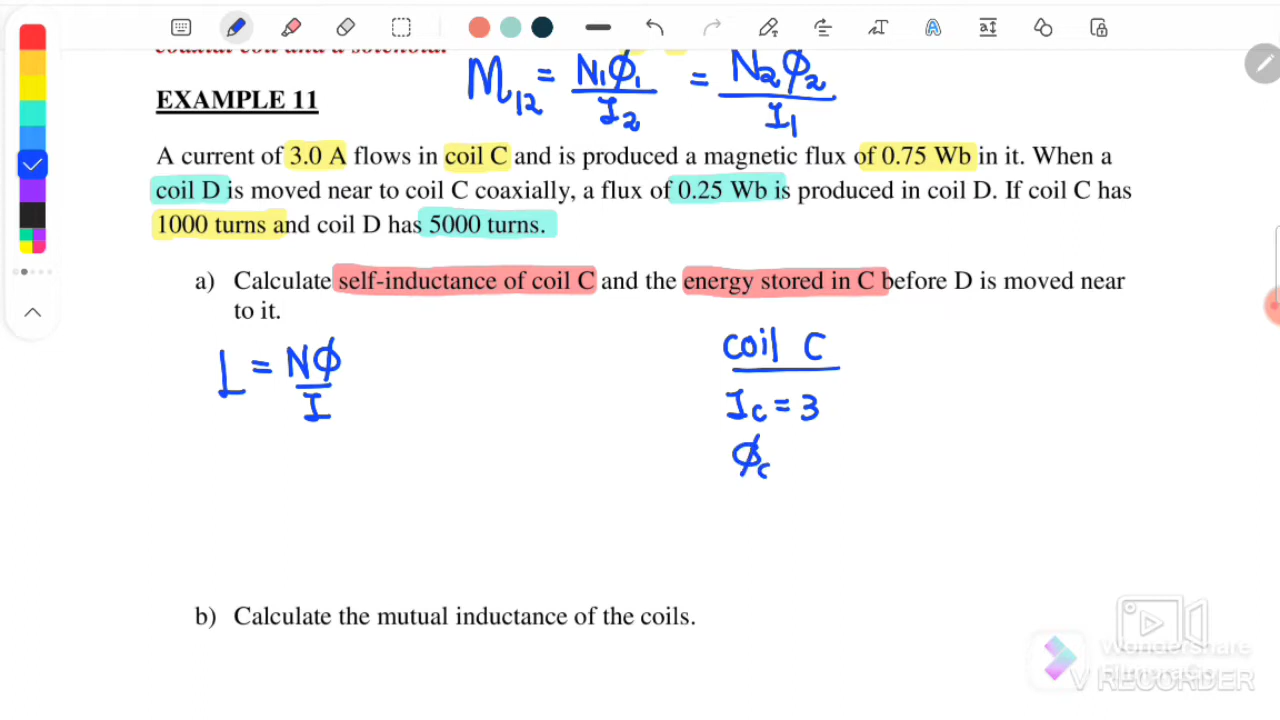 M₁₂ = N₁Φ₁ / I₂ = N₂Φ₂ / I₁
EXAMPLE 11
A current of 3.0 A flows in coil C and is produced a magnetic flux of 0.75 Wb in it. When a
coil D is moved near to coil C coaxially, a flux of 0.25 Wb is produced in coil D. If coil C has
1000 turns and coil D has 5000 turns.
a) Calculate self-inductance of coil C and the energy stored in C before D is moved near
to it.
L = NΦ / I
coil C
I_C = 3
Φ_C
b) Calculate the mutual inductance of the coils.
Wondershare
V RECORDER